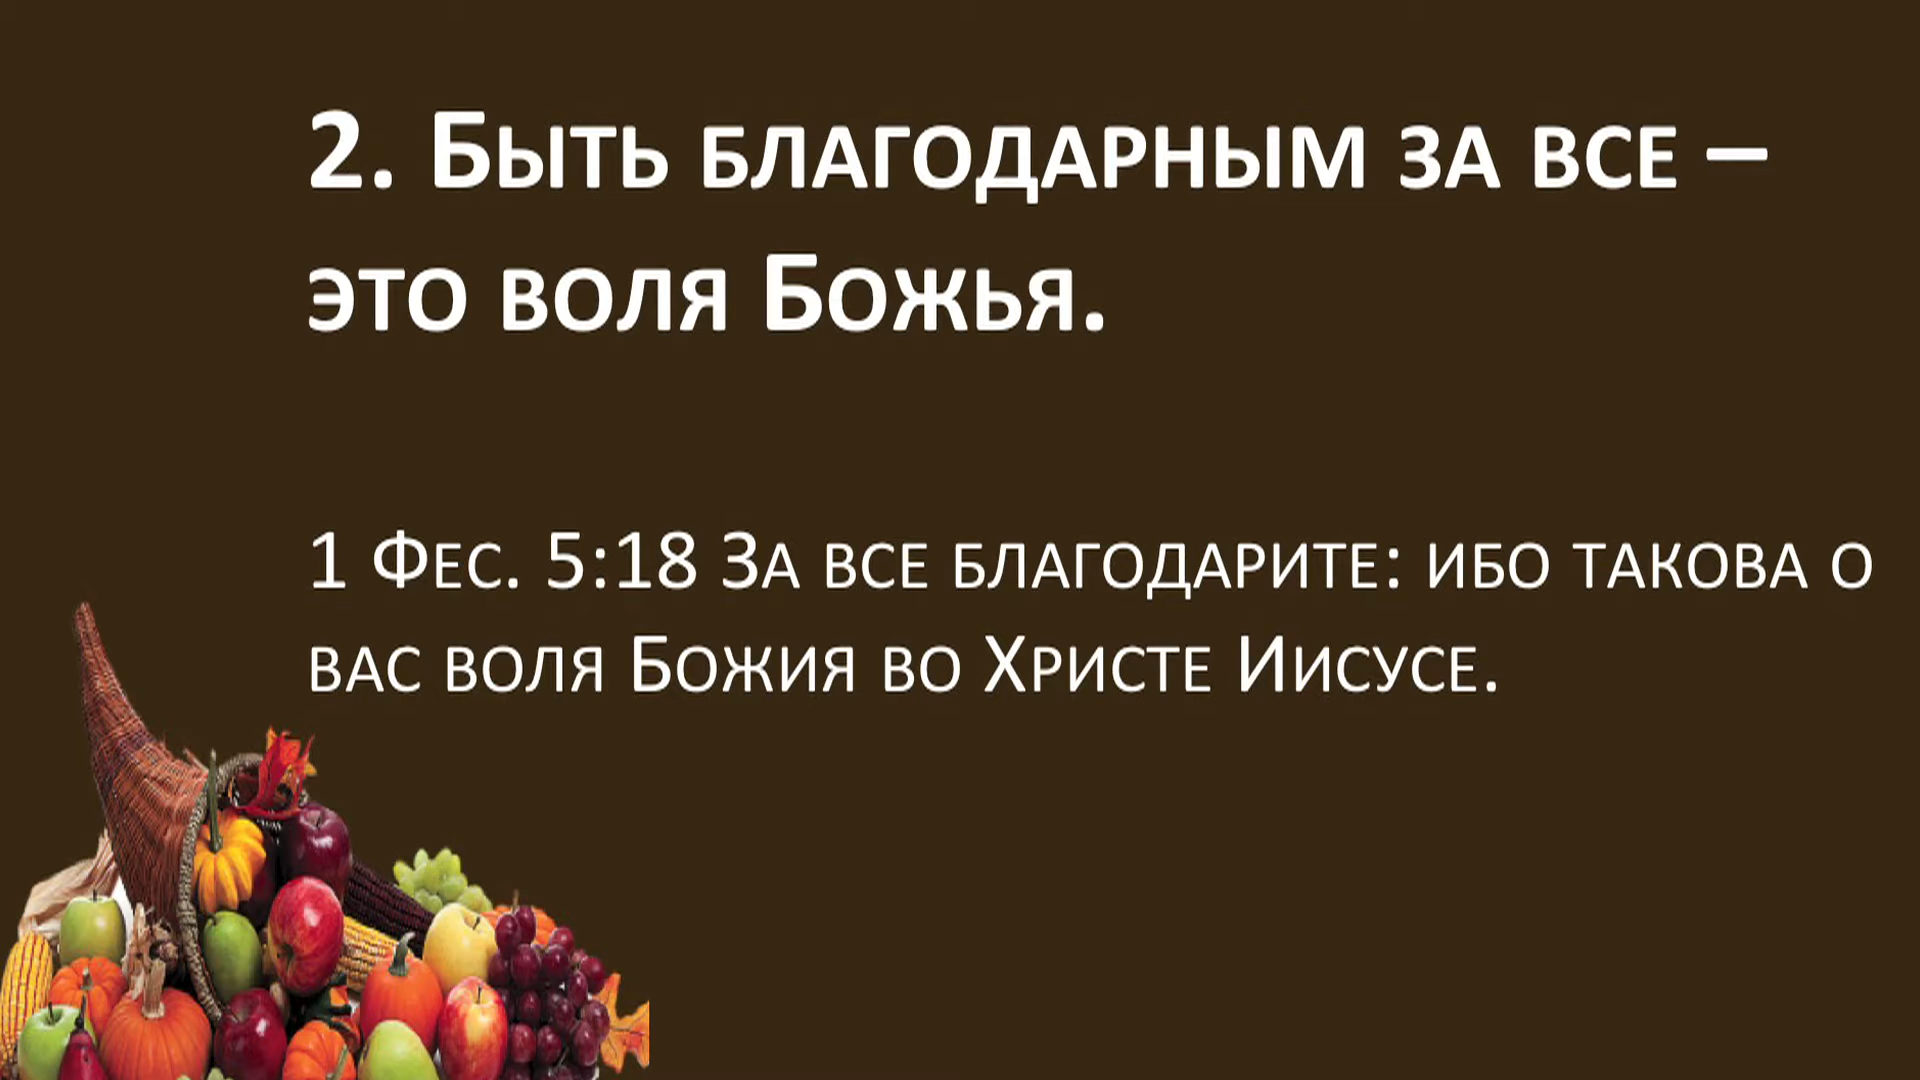 2. Быть благодарным за все –
это воля Божья.
1 Фес. 5:18 За все благодарите: ибо такова о
вас воля Божия во Христе Иисусе.